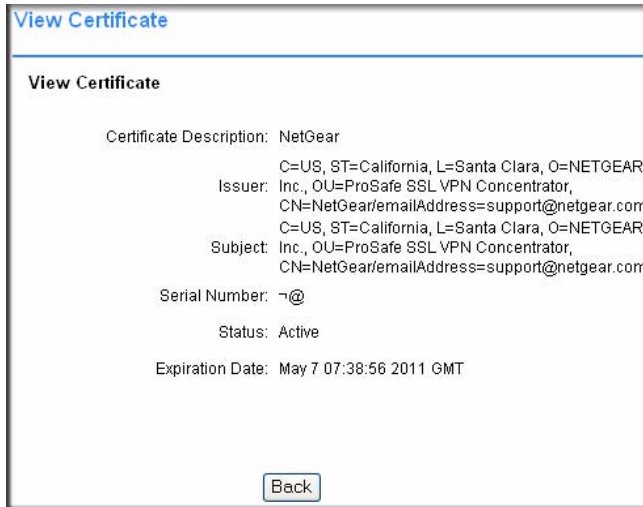 View Certificate
View Certificate
Certificate Description: NetGear
Issuer: C=US, ST=California, L=Santa Clara, O=NETGEAR
Inc., OU=ProSafe SSL VPN Concentrator,
CN=NetGear/emailAddress=support@netgear.com
Subject: C=US, ST=California, L=Santa Clara, O=NETGEAR
Inc., OU=ProSafe SSL VPN Concentrator,
CN=NetGear/emailAddress=support@netgear.com
Serial Number: ¬@
Status: Active
Expiration Date: May 7 07:38:56 2011 GMT
Back